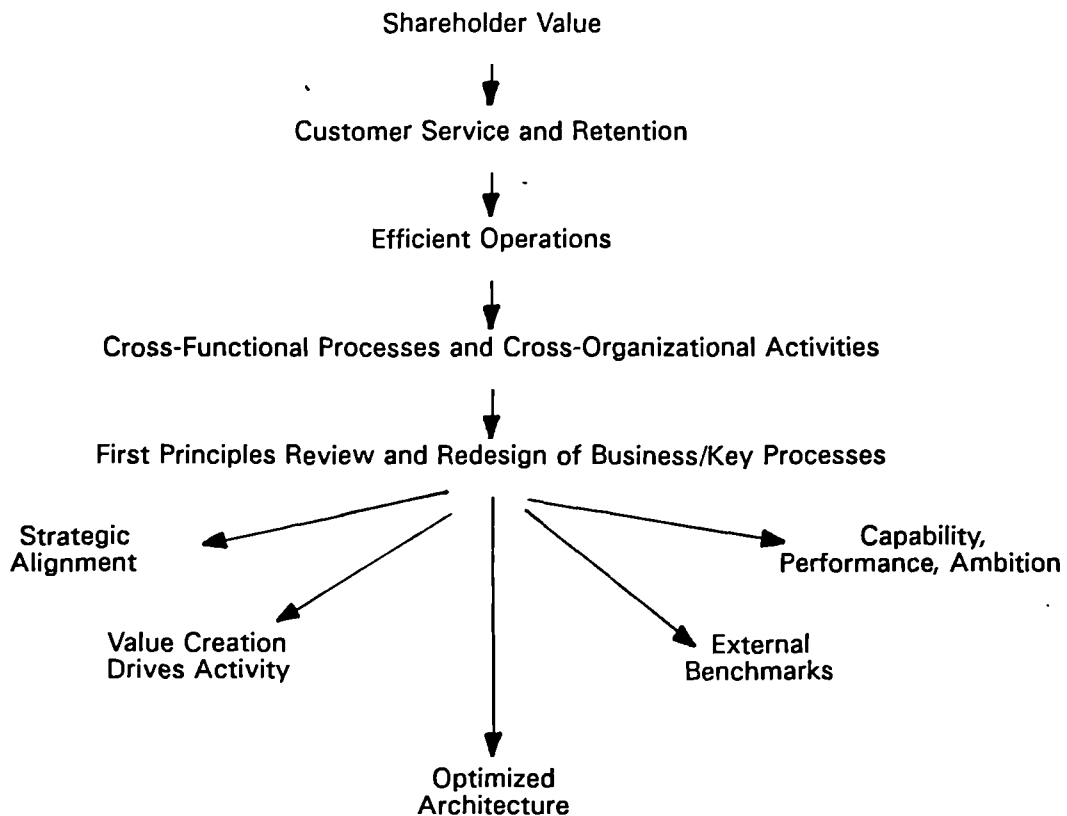 Shareholder Value
Customer Service and Retention
Efficient Operations
Cross-Functional Processes and Cross-Organizational Activities
First Principles Review and Redesign of Business/Key Processes
Strategic
Alignment
Capability,
Performance, Ambition
Value Creation
Drives Activity
External
Benchmarks
Optimized
Architecture